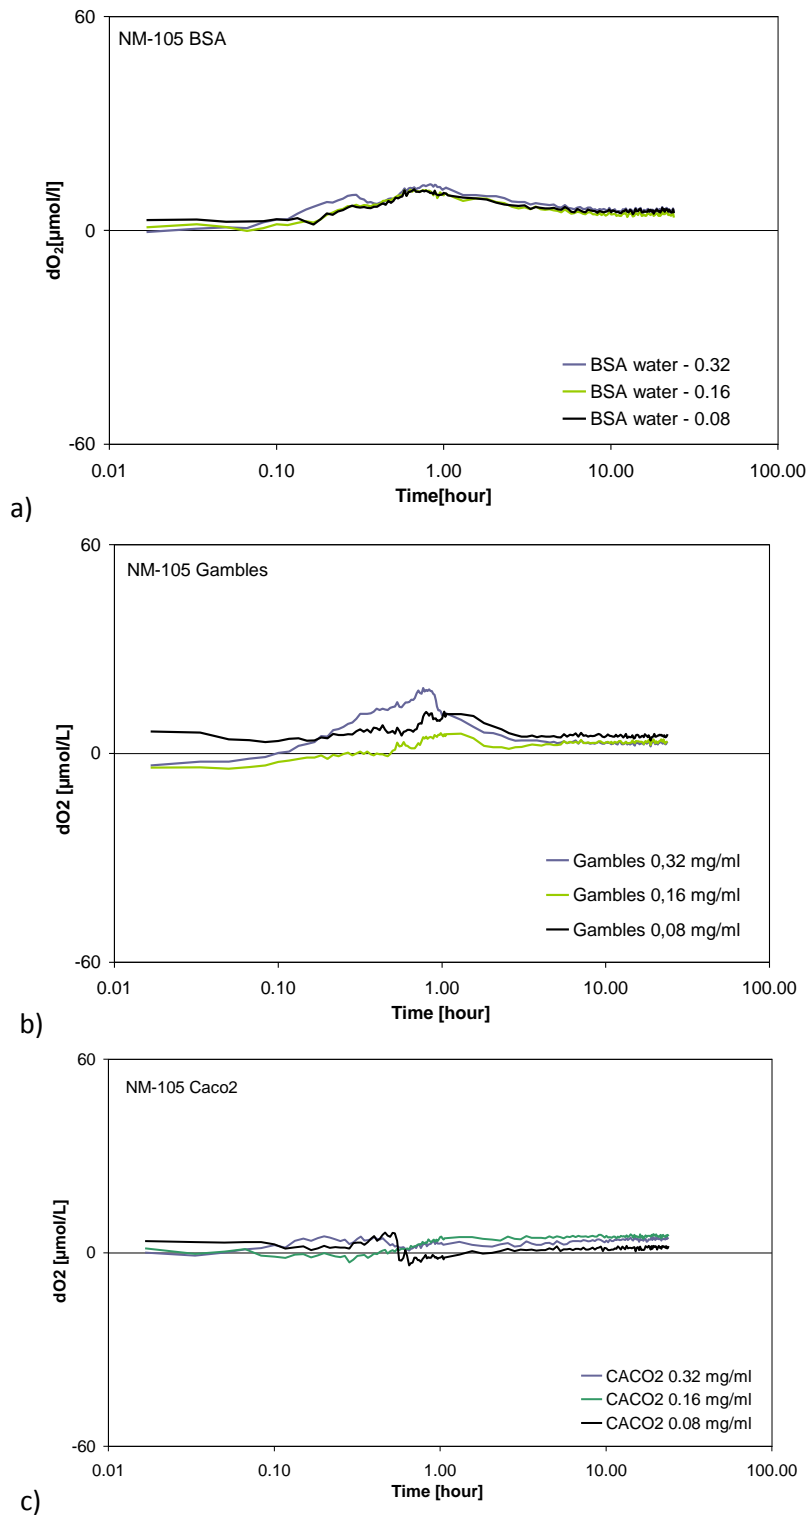 60
NM-105 BSA
dO₂[µmol/l]
0
BSA water - 0.32
BSA water - 0.16
BSA water - 0.08
-60
0.01 0.10 1.00 10.00 100.00
Time[hour]
a)
60
NM-105 Gambles
dO2 [µmol/L]
0
Gambles 0,32 mg/ml
Gambles 0,16 mg/ml
Gambles 0,08 mg/ml
-60
0.01 0.10 1.00 10.00 100.00
Time [hour]
b)
60
NM-105 Caco2
dO2 [µmol/L]
0
CACO2 0.32 mg/ml
CACO2 0.16 mg/ml
CACO2 0.08 mg/ml
-60
0.01 0.10 1.00 10.00 100.00
Time [hour]
c)